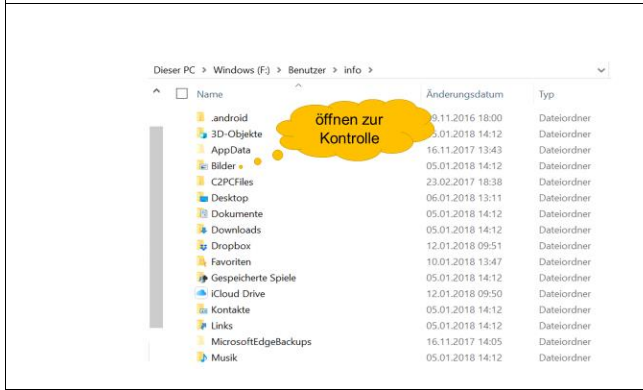 Dieser PC > Windows (F:) > Benutzer > info >
Name Änderungsdatum Typ
.android 09.11.2016 18:00 Dateiordner
3D-Objekte 05.01.2018 14:12 Dateiordner
AppData 16.11.2017 13:43 Dateiordner
Bilder 05.01.2018 14:12 Dateiordner
C2PCFiles 23.02.2017 18:38 Dateiordner
Desktop 06.01.2018 13:11 Dateiordner
Dokumente 05.01.2018 14:12 Dateiordner
Downloads 05.01.2018 14:12 Dateiordner
Dropbox 12.01.2018 09:51 Dateiordner
Favoriten 10.01.2018 13:47 Dateiordner
Gespeicherte Spiele 05.01.2018 14:12 Dateiordner
iCloud Drive 12.01.2018 09:50 Dateiordner
Kontakte 05.01.2018 14:12 Dateiordner
Links 05.01.2018 14:12 Dateiordner
MicrosoftEdgeBackups 16.11.2017 14:05 Dateiordner
Musik 05.01.2018 14:12 Dateiordner
öffnen zur
Kontrolle